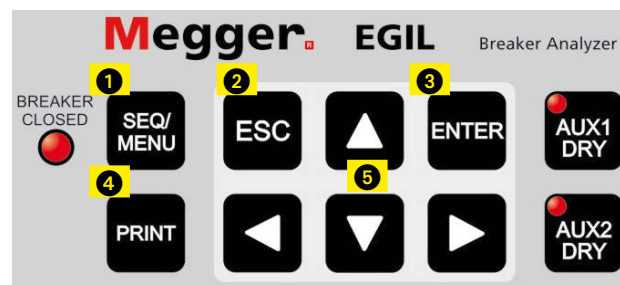 Megger. EGIL Breaker Analyzer
1 2 3
BREAKER
CLOSED
SEQ/
MENU
ESC
ENTER
AUX1
DRY
4 5
PRINT
AUX2
DRY